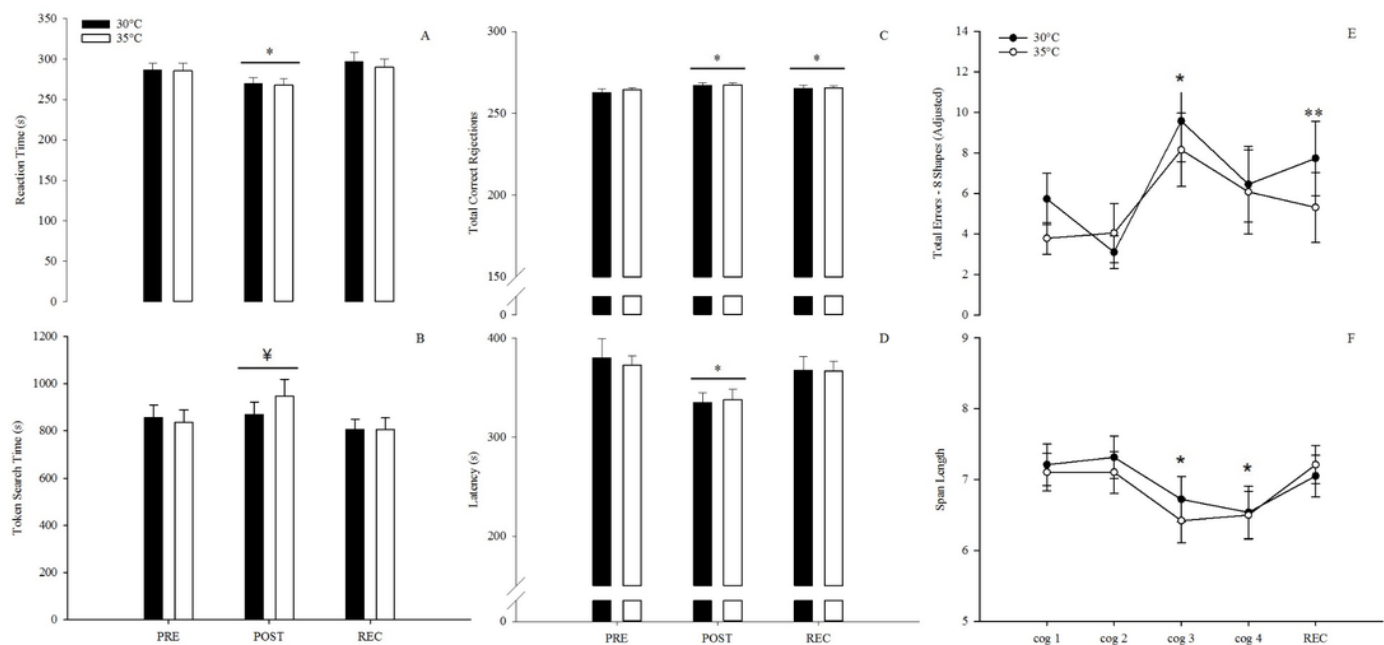 30°C
35°C
A
Reaction Time (s)
350
300
250
200
150
100
50
0
*
B
Token Search Time (s)
1200
1000
800
600
400
200
0
¥
PRE
POST
REC
C
Total Correct Rejections
300
250
200
150
0
*
*
D
Latency (s)
400
300
200
0
*
PRE
POST
REC
30°C
35°C
E
Total Errors - 8 Shapes (Adjusted)
14
12
10
8
6
4
2
0
*
**
F
Span Length
9
8
7
6
5
*
*
cog 1
cog 2
cog 3
cog 4
REC